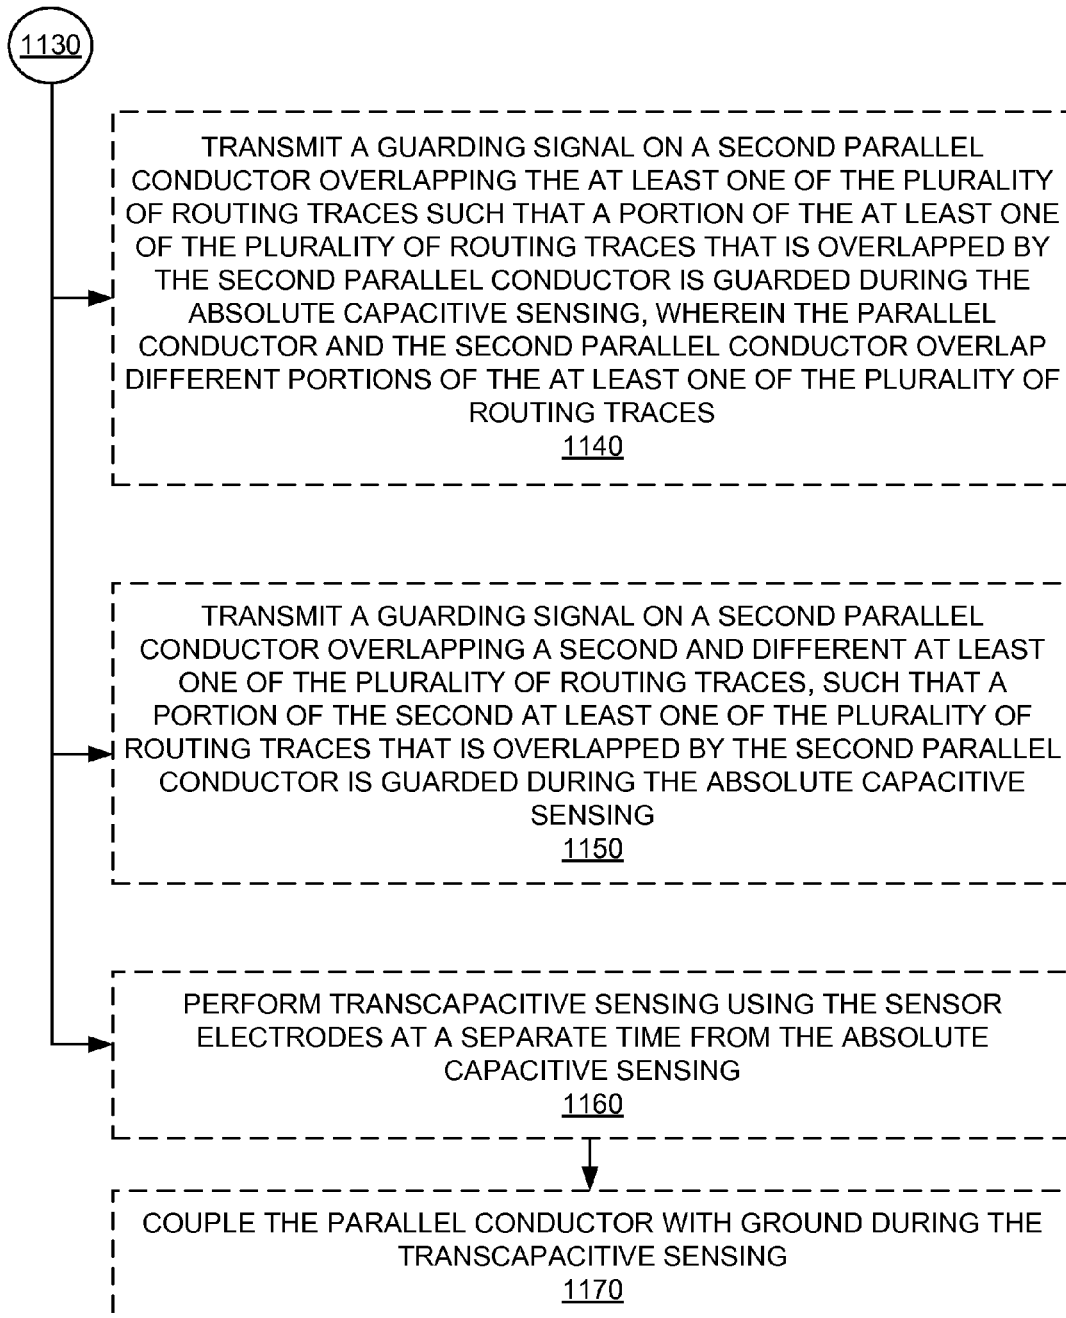 1130
TRANSMIT A GUARDING SIGNAL ON A SECOND PARALLEL
CONDUCTOR OVERLAPPING THE AT LEAST ONE OF THE PLURALITY
OF ROUTING TRACES SUCH THAT A PORTION OF THE AT LEAST ONE
OF THE PLURALITY OF ROUTING TRACES THAT IS OVERLAPPED BY
THE SECOND PARALLEL CONDUCTOR IS GUARDED DURING THE
ABSOLUTE CAPACITIVE SENSING, WHEREIN THE PARALLEL
CONDUCTOR AND THE SECOND PARALLEL CONDUCTOR OVERLAP
DIFFERENT PORTIONS OF THE AT LEAST ONE OF THE PLURALITY OF
ROUTING TRACES
1140
TRANSMIT A GUARDING SIGNAL ON A SECOND PARALLEL
CONDUCTOR OVERLAPPING A SECOND AND DIFFERENT AT LEAST
ONE OF THE PLURALITY OF ROUTING TRACES, SUCH THAT A
PORTION OF THE SECOND AT LEAST ONE OF THE PLURALITY OF
ROUTING TRACES THAT IS OVERLAPPED BY THE SECOND PARALLEL
CONDUCTOR IS GUARDED DURING THE ABSOLUTE CAPACITIVE
SENSING
1150
PERFORM TRANSCAPACITIVE SENSING USING THE SENSOR
ELECTRODES AT A SEPARATE TIME FROM THE ABSOLUTE
CAPACITIVE SENSING
1160
COUPLE THE PARALLEL CONDUCTOR WITH GROUND DURING THE
TRANSCAPACITIVE SENSING
1170